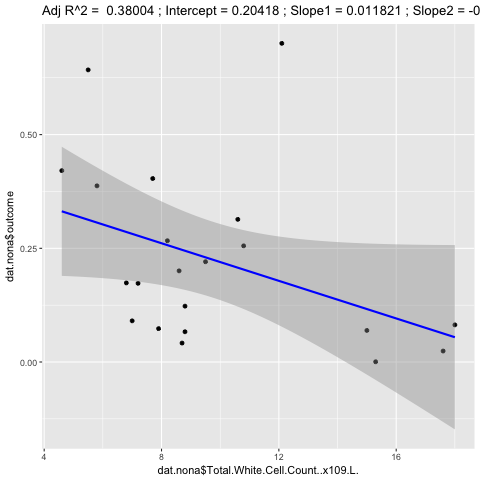 Adj R^2 =  0.38004 ; Intercept = 0.20418 ; Slope1 = 0.011821 ; Slope2 = -0
0.50
0.25
0.00
dat.nona$outcome
4 8 12 16
dat.nona$Total.White.Cell.Count..x109.L.